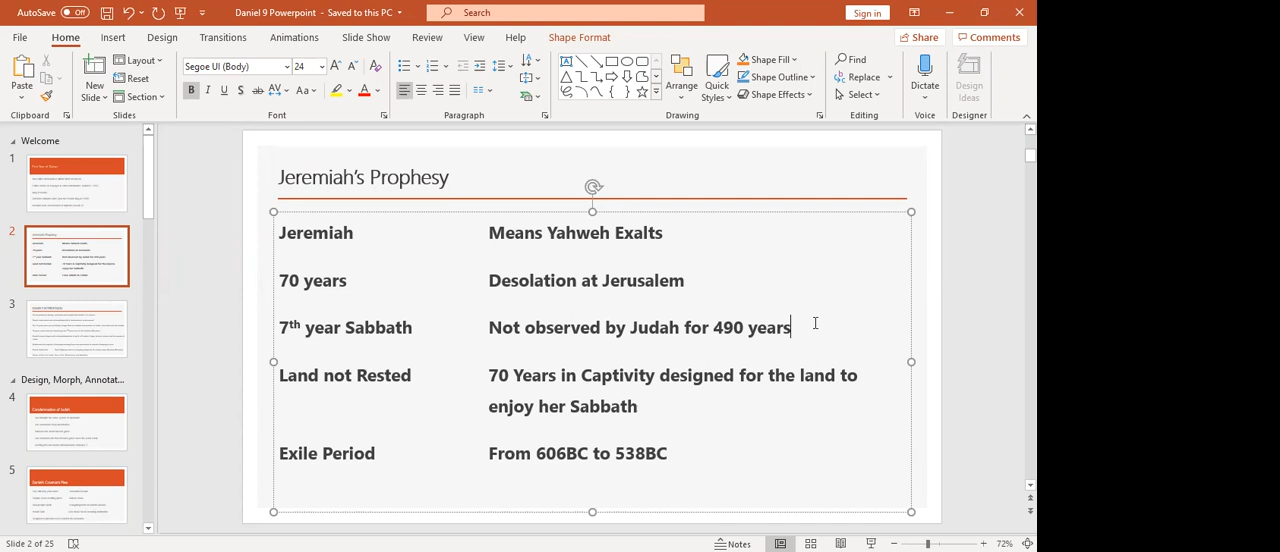 AutoSave Off Daniel 9 Powerpoint - Saved to this PC Search Sign in
File Home Insert Design Transitions Animations Slide Show Review View Help Shape Format Share Comments
Paste New Slide Layout Reset Section Segoe UI (Body) 24 Arrange Quick Styles Shape Fill Shape Outline Shape Effects Find Replace Select Dictate Design Ideas
Clipboard Slides Font Paragraph Drawing Editing Voice Designer
Welcome
1
2
3
Design, Morph, Annotat...
4
5
Jeremiah's Prophesy
Jeremiah Means Yahweh Exalts
70 years Desolation at Jerusalem
7th year Sabbath Not observed by Judah for 490 years
Land not Rested 70 Years in Captivity designed for the land to
enjoy her Sabbath
Exile Period From 606BC to 538BC
Slide 2 of 25 Notes 72%